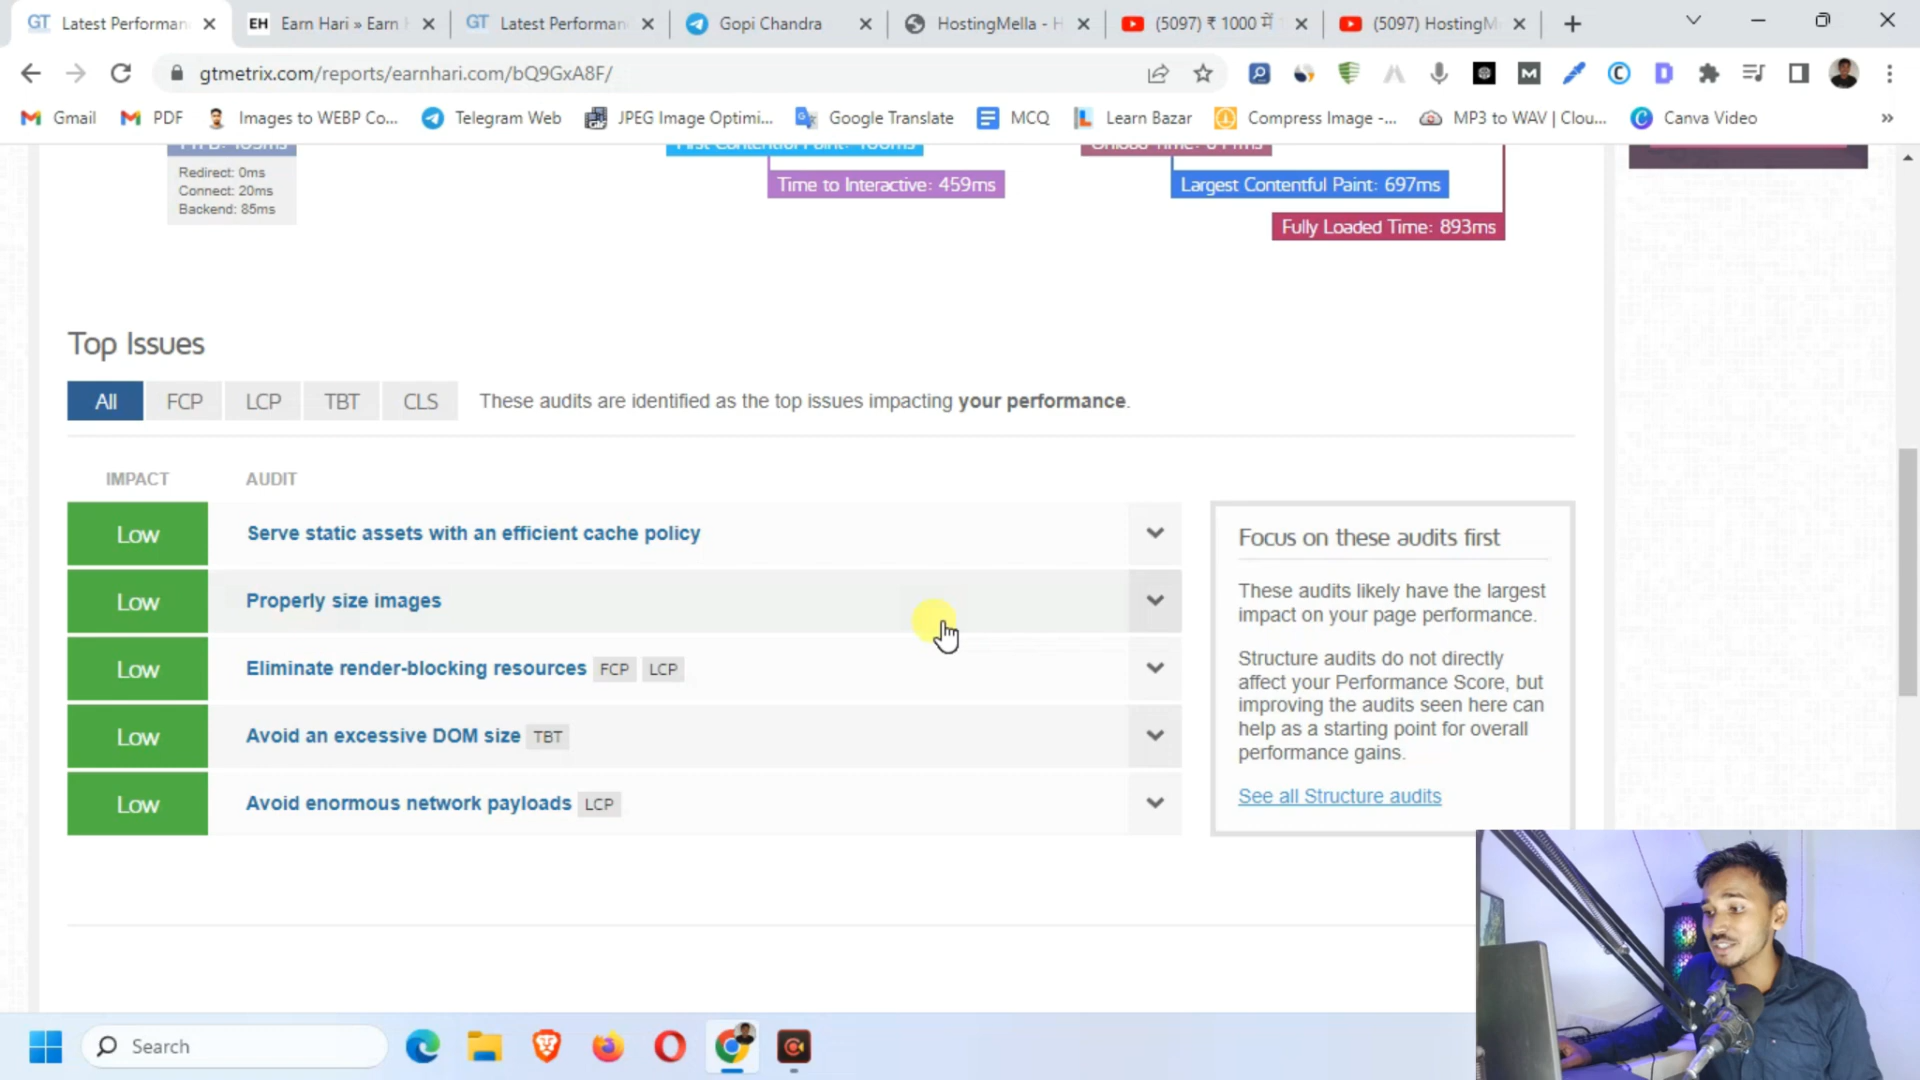 Latest Performan
EH Earn Hari » Earn H
GT Latest Performan
Gopi Chandra
HostingMella - H
(5097) ₹ 1000 में
(5097) HostingM
gtmetrix.com/reports/earnhari.com/bQ9GxA8F/
Gmail
PDF
Images to WEBP Co...
Telegram Web
JPEG Image Optimi...
Google Translate
MCQ
Learn Bazar
Compress Image -...
MP3 to WAV | Clou...
Canva Video
»
Redirect: 0ms
Connect: 20ms
Backend: 85ms
Time to Interactive: 459ms
Largest Contentful Paint: 697ms
Fully Loaded Time: 893ms
Top Issues
All FCP LCP TBT CLS These audits are identified as the top issues impacting your performance.
IMPACT AUDIT
Low Serve static assets with an efficient cache policy
Low Properly size images
Low Eliminate render-blocking resources FCP LCP
Low Avoid an excessive DOM size TBT
Low Avoid enormous network payloads LCP
Focus on these audits first
These audits likely have the largest
impact on your page performance.
Structure audits do not directly
affect your Performance Score, but
improving the audits seen here can
help as a starting point for overall
performance gains.
See all Structure audits
Search